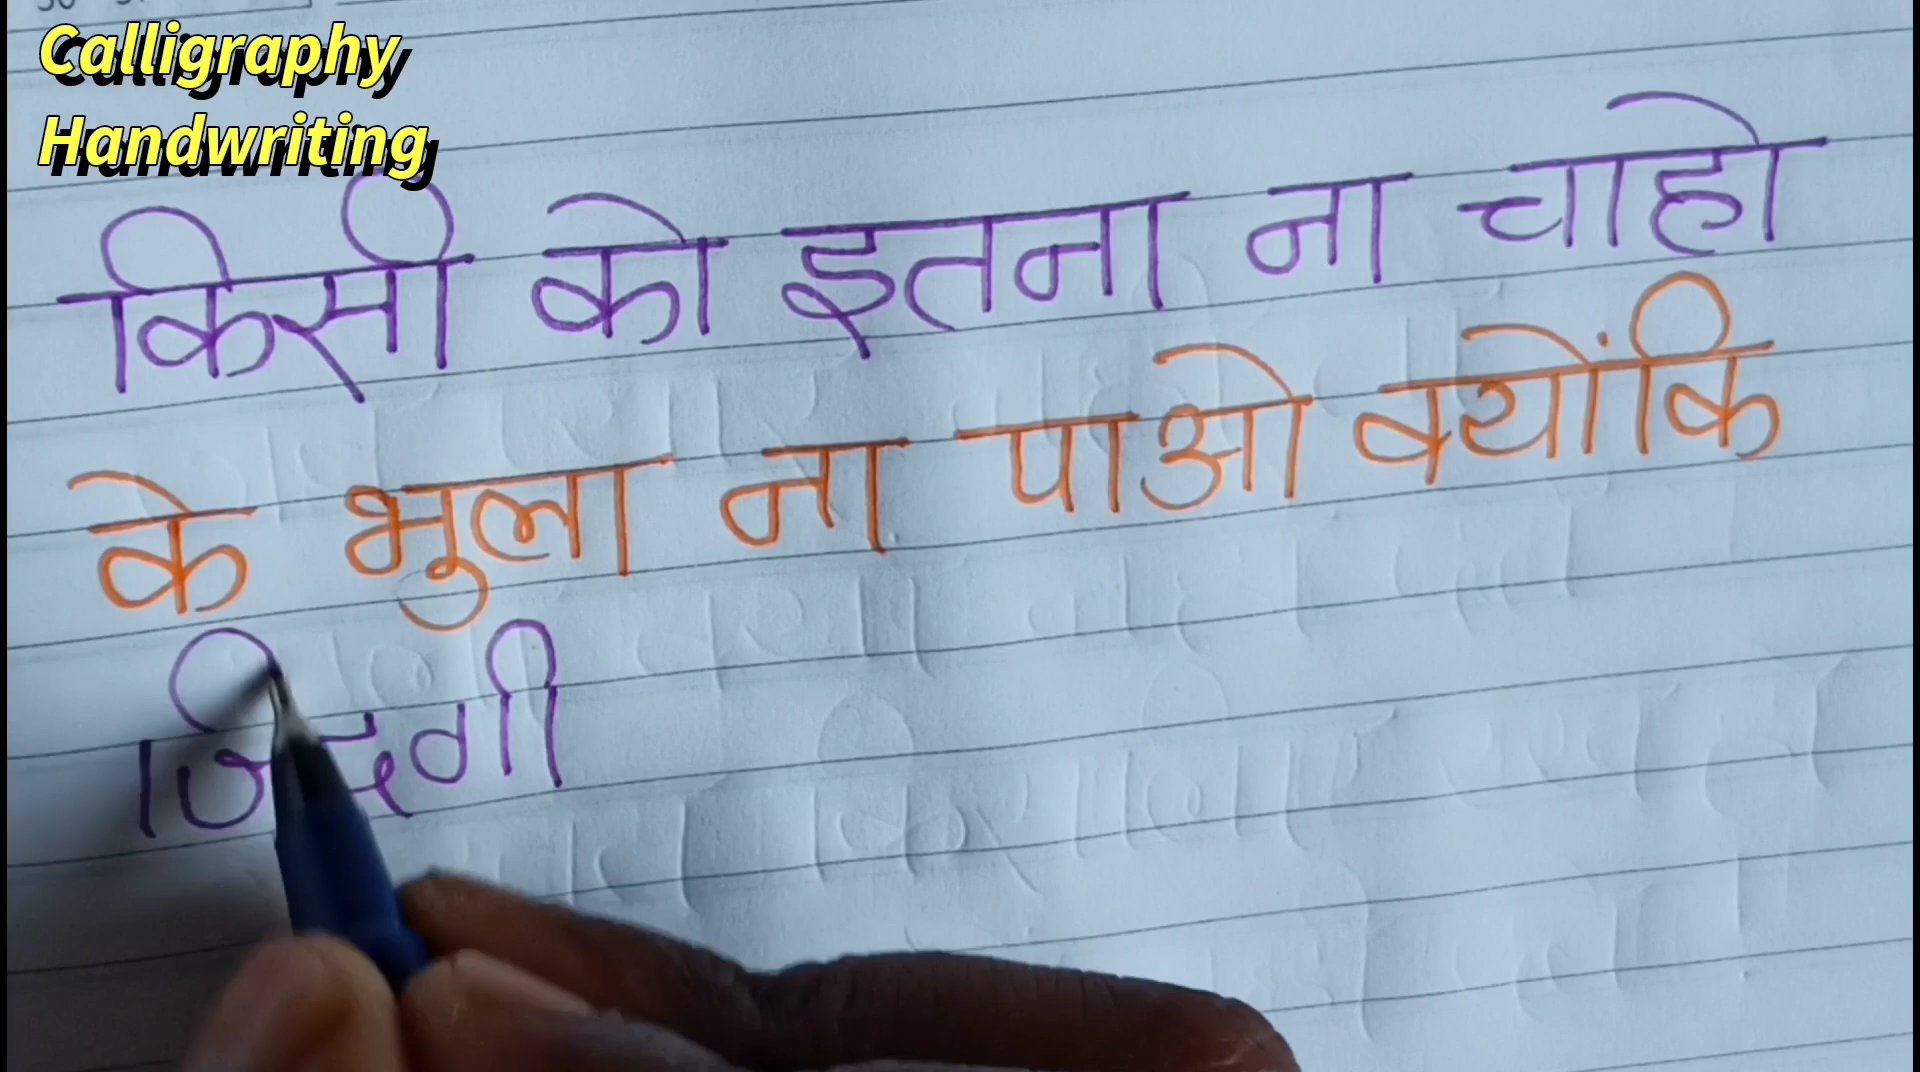 Calligraphy
Handwriting
किसी को इतना ना चाहो
के भुला ना पाओ क्योंकि
जिदगी